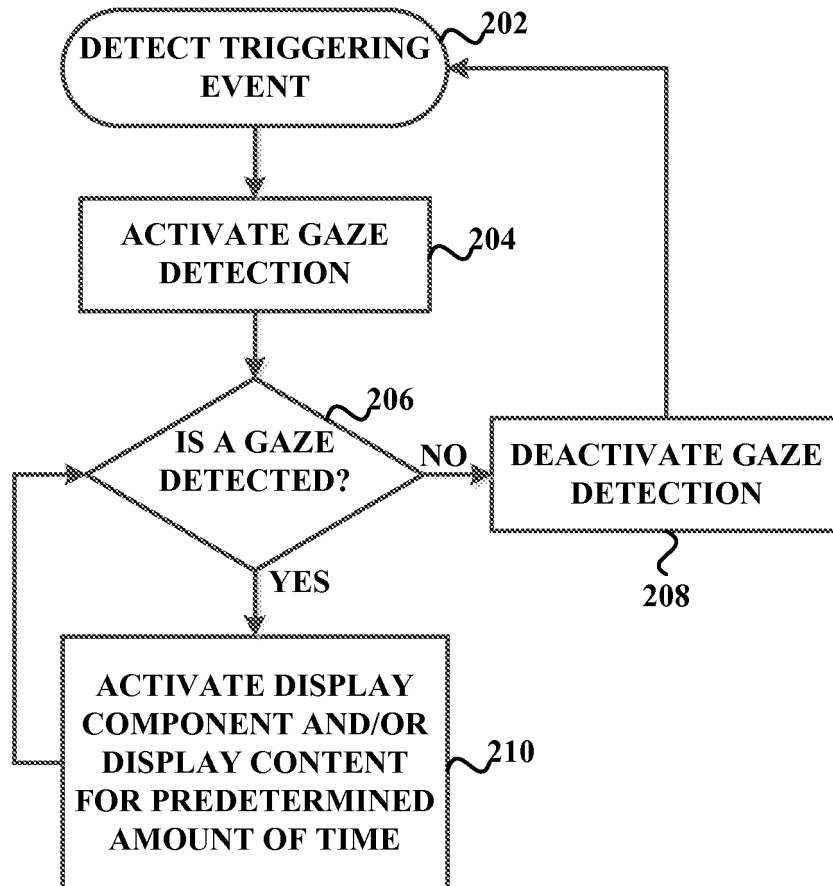 202
DETECT TRIGGERING
EVENT
ACTIVATE GAZE
DETECTION
204
206
IS A GAZE
DETECTED?
NO
DEACTIVATE GAZE
DETECTION
208
YES
ACTIVATE DISPLAY
COMPONENT AND/OR
DISPLAY CONTENT
FOR PREDETERMINED
AMOUNT OF TIME
210